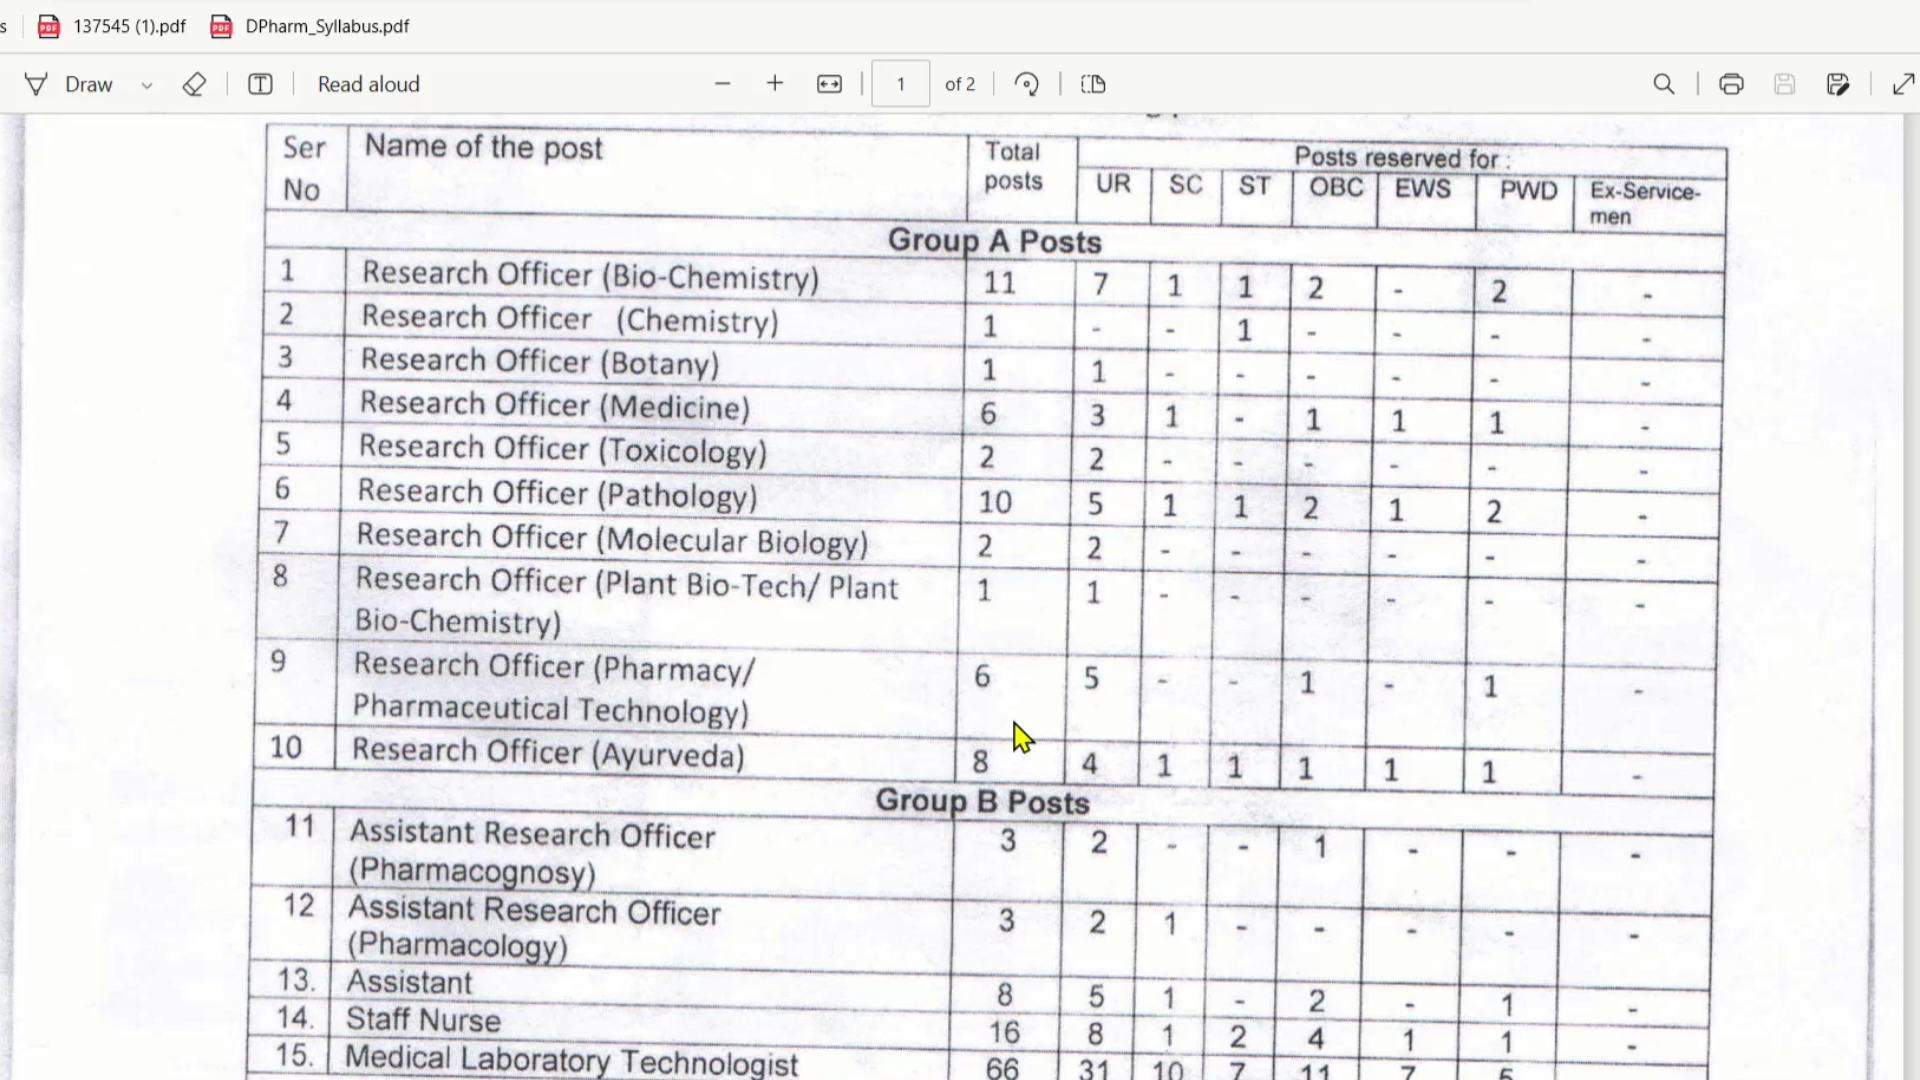 s 137545 (1).pdf DPharm_Syllabus.pdf
Draw Read aloud 1 of 2
Ser No Name of the post Total posts Posts reserved for :
UR SC ST OBC EWS PWD Ex-Service-men
Group A Posts
1 Research Officer (Bio-Chemistry) 11 7 1 1 2 - 2 -
2 Research Officer (Chemistry) 1 - - 1 - - - -
3 Research Officer (Botany) 1 1 - - - - - -
4 Research Officer (Medicine) 6 3 1 - 1 1 1 -
5 Research Officer (Toxicology) 2 2 - - - - - -
6 Research Officer (Pathology) 10 5 1 1 2 1 2 -
7 Research Officer (Molecular Biology) 2 2 - - - - - -
8 Research Officer (Plant Bio-Tech/ Plant 1 1 - - - - - -
Bio-Chemistry)
9 Research Officer (Pharmacy/ 6 5 - - 1 - 1 -
Pharmaceutical Technology)
10 Research Officer (Ayurveda) 8 4 1 1 1 1 1 -
Group B Posts
11 Assistant Research Officer 3 2 - - 1 - - -
(Pharmacognosy)
12 Assistant Research Officer 3 2 1 - - - - -
(Pharmacology)
13. Assistant 8 5 1 - 2 - 1 -
14. Staff Nurse 16 8 1 2 4 1 1 -
15. Medical Laboratory Technologist 66 31 10 7 11 7 5